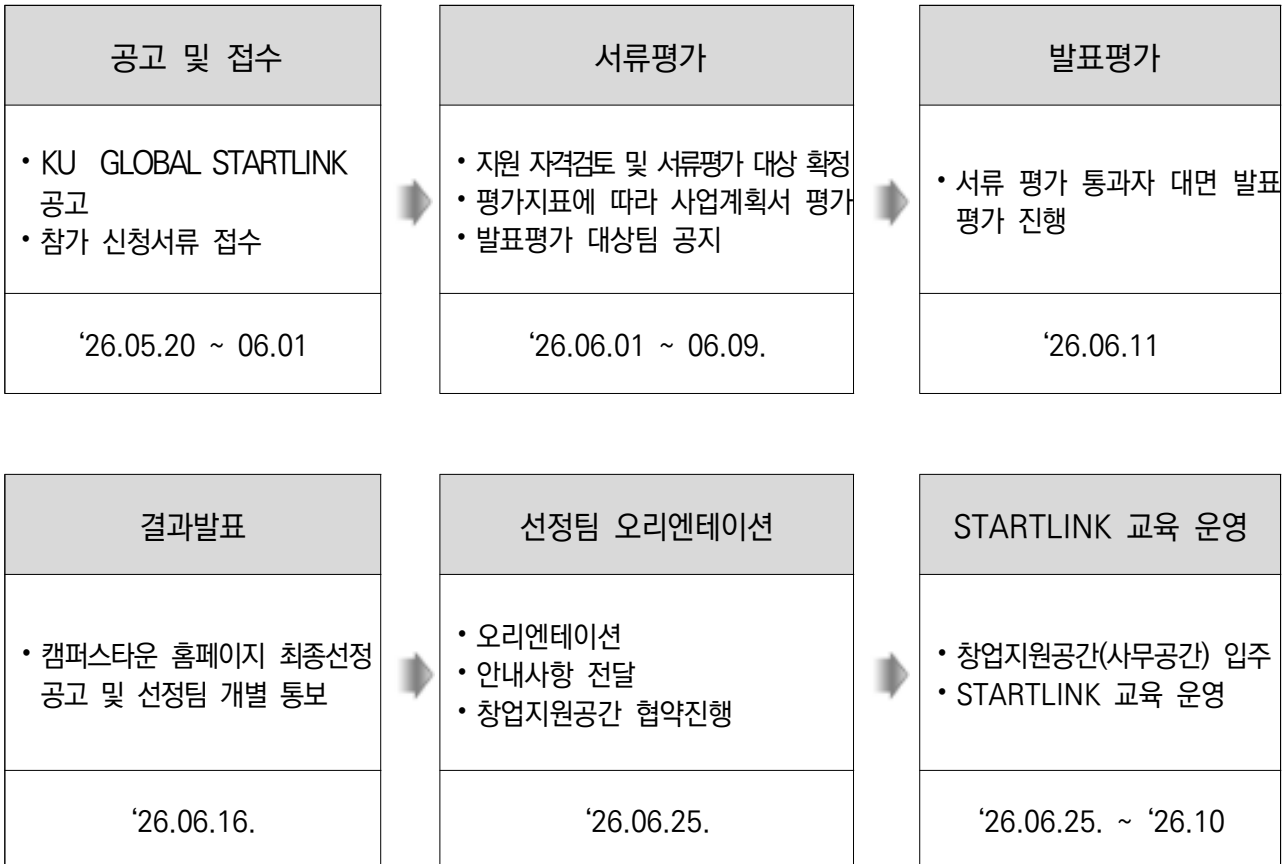 공고 및 접수
• KU GLOBAL STARTLINK
공고
• 참가 신청서류 접수
‘26.05.20 ~ 06.01
서류평가
• 지원 자격검토 및 서류평가 대상 확정
• 평가지표에 따라 사업계획서 평가
• 발표평가 대상팀 공지
‘26.06.01 ~ 06.09.
발표평가
• 서류 평가 통과자 대면 발표
평가 진행
‘26.06.11
결과발표
• 캠퍼스타운 홈페이지 최종선정
공고 및 선정팀 개별 통보
‘26.06.16.
선정팀 오리엔테이션
• 오리엔테이션
• 안내사항 전달
• 창업지원공간 협약진행
‘26.06.25.
STARTLINK 교육 운영
• 창업지원공간(사무공간) 입주
• STARTLINK 교육 운영
‘26.06.25. ~ ‘26.10